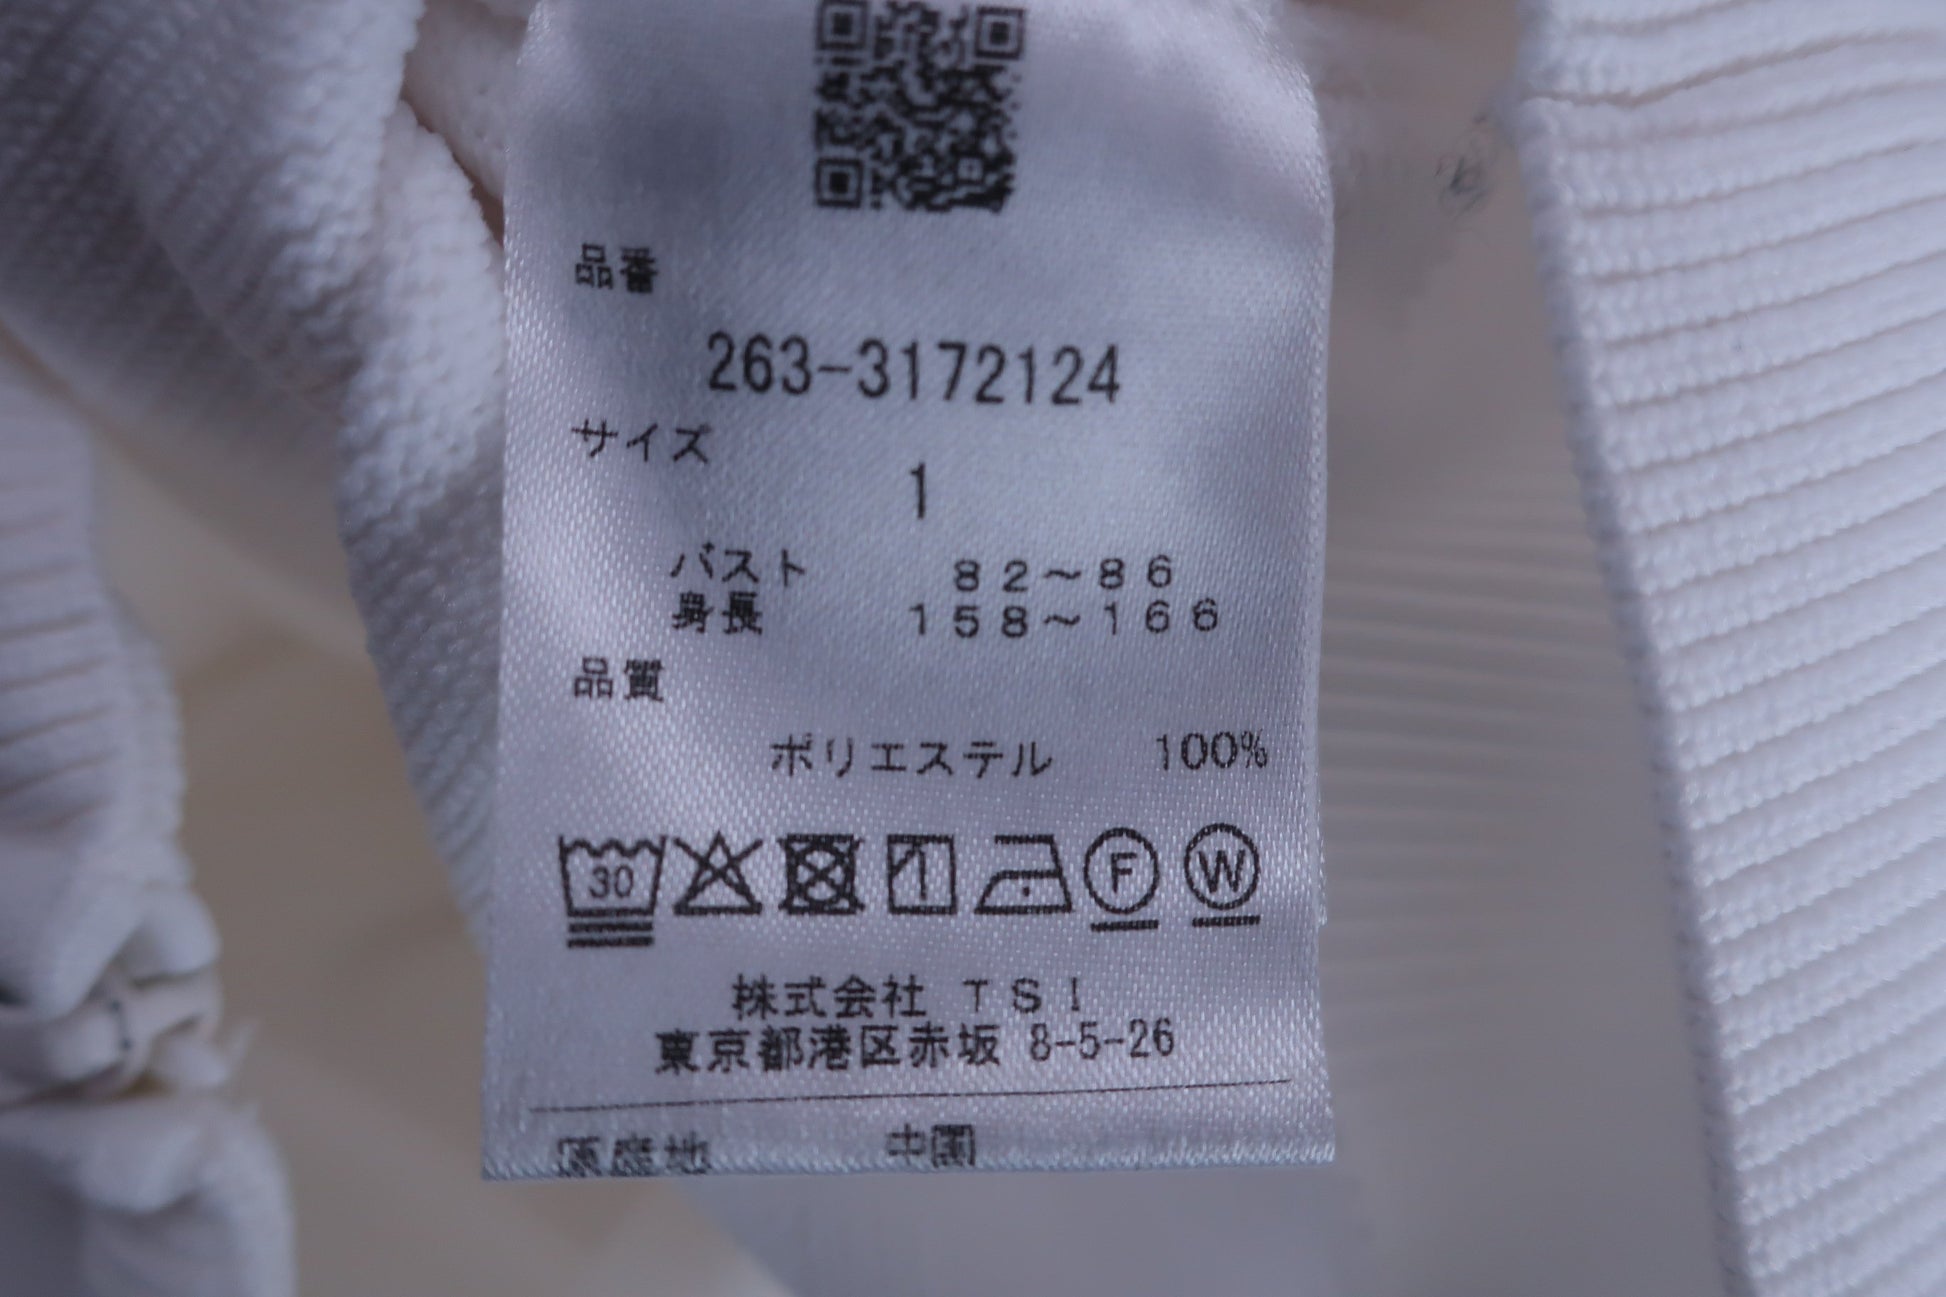 品番
263-3172124
サイズ
1
バスト 82～86
身長 158～166
品質
ポリエステル 100%
30 1 F W
株式会社 TSI
東京都港区赤坂 8-5-26
原産地 中国